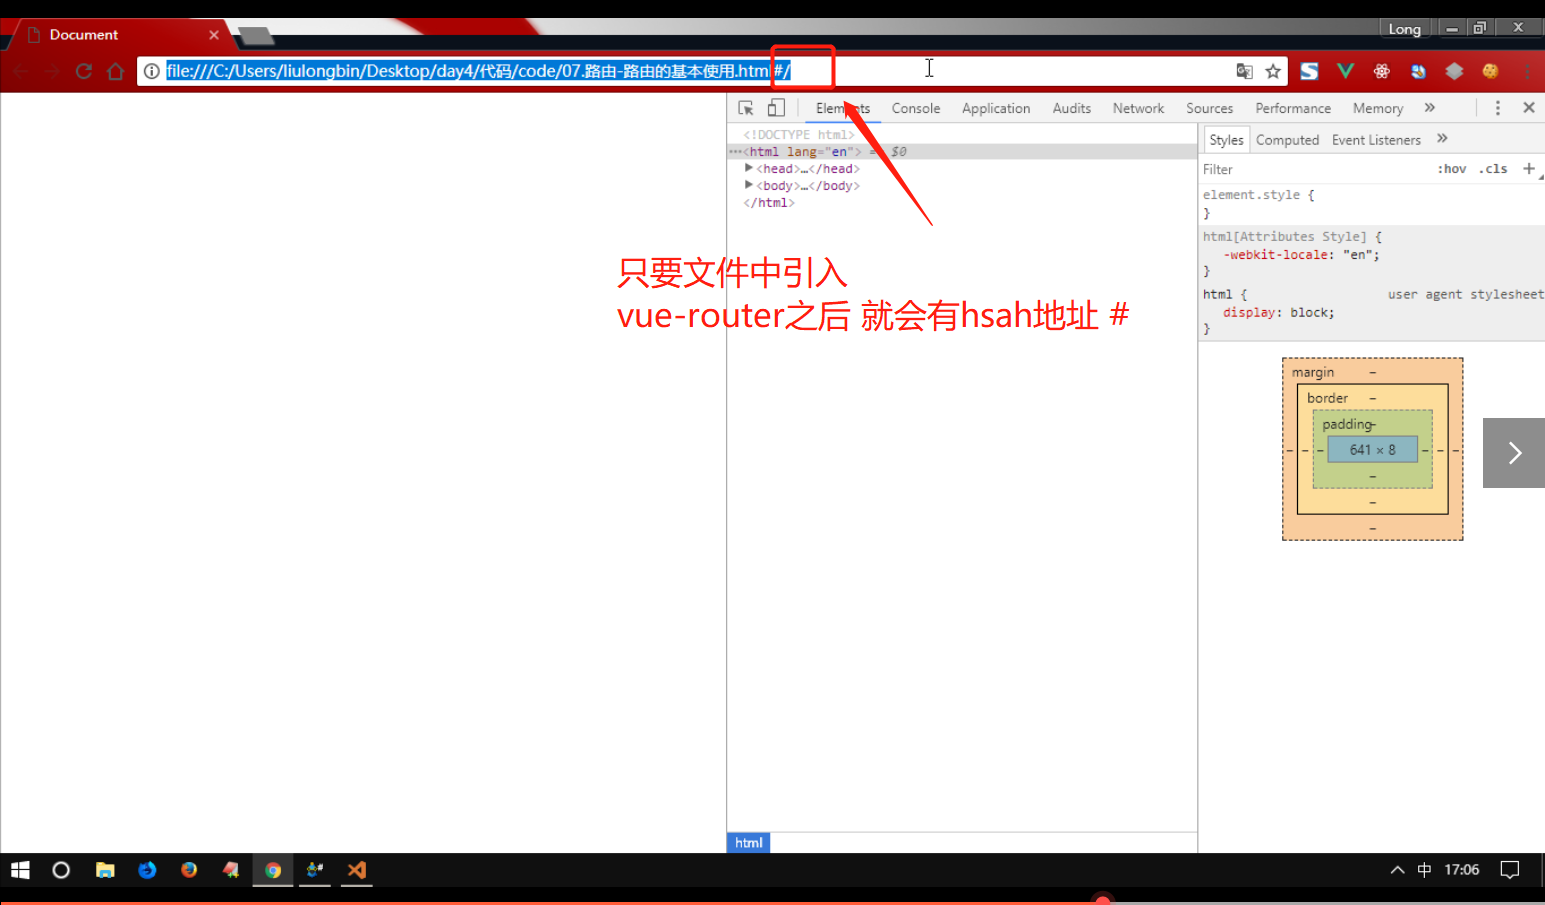 Document
Long
file:///C:/Users/liulongbin/Desktop/day4/代码/code/07.路由-路由的基本使用.html#/
Elements Console Application Audits Network Sources Performance Memory »
<!DOCTYPE html>
···<html lang="en"> == $0
<head>…</head>
<body>…</body>
</html>
html
Styles Computed Event Listeners »
Filter :hov .cls +
element.style {
}
html[Attributes Style] {
-webkit-locale: "en";
}
html { user agent stylesheet
display: block;
}
margin –
border –
padding-
– – – 641 × 8 – – –
–
–
–
只要文件中引入
vue-router之后 就会有hsah地址 #
中 17:06